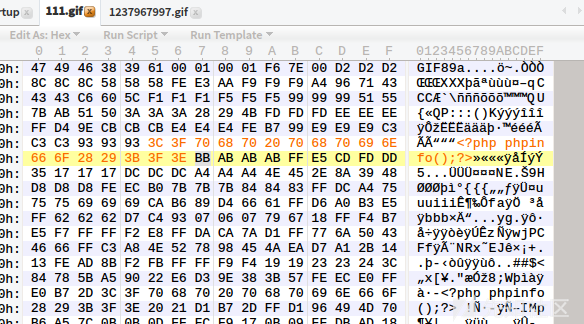 rtup 111.gif 1237967997.gif
Edit As: Hex Run Script Run Template
0 1 2 3 4 5 6 7 8 9 A B C D E F 0123456789ABCDEF
0h: 47 49 46 38 39 61 00 01 00 01 F6 7E 00 D2 D2 D2 GIF89a....ö~.ÒÒÒ
0h: 8C 8C 8C 58 58 58 FE E3 AA F9 F9 F9 A4 96 71 43 ŒŒŒXXXþãªùùù¤–qC
0h: 43 43 C6 60 5C F1 F1 F1 F5 F5 F5 99 99 99 51 55 CCÆ`\ñññõõõ™™™QU
0h: 7B AB 51 50 3A 3A 3A 28 29 4B FD FD FD EE EE EE {«QP:::()Kýýýîîî
0h: FF D4 9E CB CB CB E4 E4 E4 FE B7 99 E9 E9 E9 C3 ÿÔžËËËäääþ·™éééÃ
0h: C3 C3 93 93 93 3C 3F 70 68 70 20 70 68 70 69 6E ÃÃ“““<?php phpin
0h: 66 6F 28 29 3B 3F 3E BB AB AB AB FF E5 CD FD DD fo();?>»«««ÿåÍýÝ
0h: 35 17 17 17 DC DC DC A4 A4 A4 4E 45 2E 8A 39 48 5...ÜÜÜ¤¤¤NE.Š9H
0h: D8 D8 D8 FE EC B0 7B 7B 7B 84 84 83 FF DC A4 75 ØØØþì°{{{„„ƒÿÜ¤u
0h: 75 75 69 69 69 CA B6 89 D4 66 61 FF D6 A0 B3 E5 uuiiiÊ¶‰ÔfaÿÖ ³å
0h: FF 62 62 62 D7 C4 93 07 06 07 79 67 18 FF F4 B7 ÿbbb×Ä“...yg.ÿô·
0h: E5 F7 FF FF F2 E8 FF DA CA 7A D1 FF 77 6A 50 43 å÷ÿÿòèÿÚÊzÑÿwjPC
0h: 46 66 FF C3 A8 4E 52 78 98 45 4A EA D7 A1 2B 14 FfÿÃ¨NRx˜EJê×¡+.
0h: 13 FE AD 8B F2 FB FF FF F9 F4 19 19 23 23 24 3C .þ-‹òûÿÿùô..##$<
0h: 84 78 5B A5 90 22 E6 D3 9E 38 3B 57 FE EC E0 FF „x[¥."æÓž8;Wþìàÿ
0h: E0 B7 2D 3C 3F 70 68 70 20 70 68 70 69 6E 66 6F à·-<?php phpinfo
0h: 28 29 3B 3F 3E 20 21 D1 B7 2D FF D1 96 49 4D 70 ();?> !Ñ·-ÿÑ–IMp